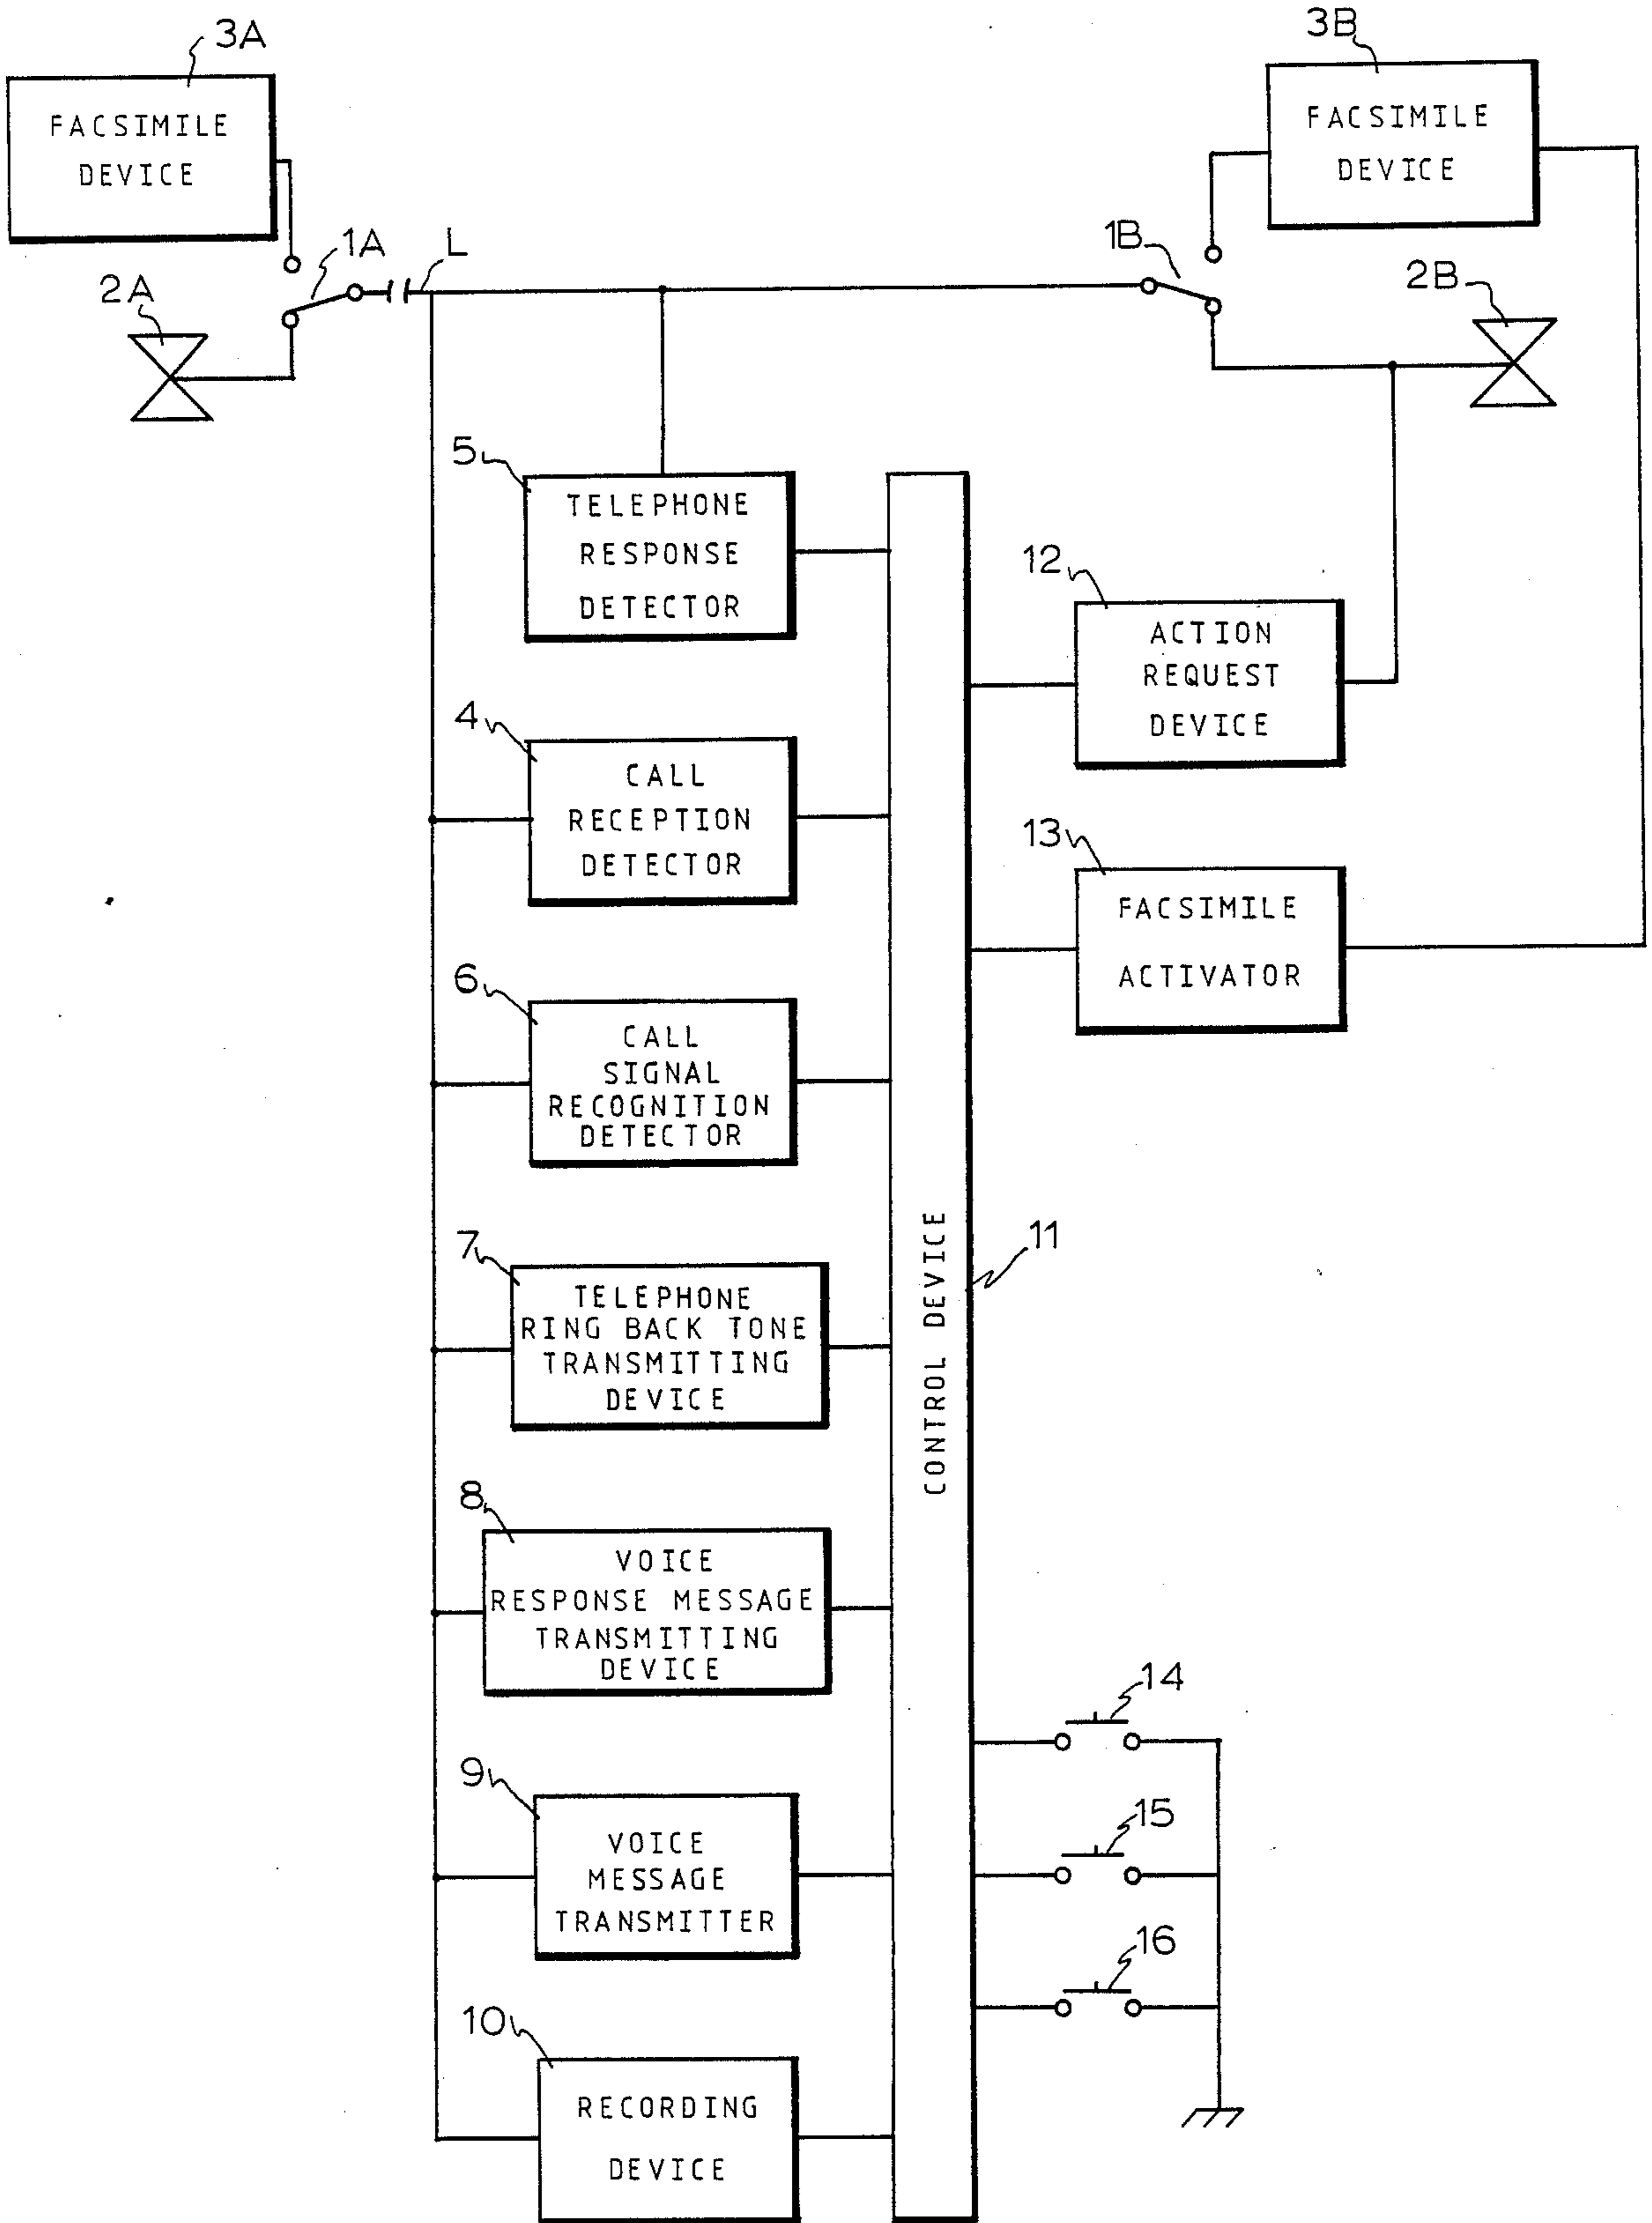 3A
FACSIMILE
DEVICE
3B
FACSIMILE
DEVICE
1A
L
1B
2A
2B
5
TELEPHONE
RESPONSE
DETECTOR
12
ACTION
REQUEST
DEVICE
4
CALL
RECEPTION
DETECTOR
13
FACSIMILE
ACTIVATOR
6
CALL
SIGNAL
RECOGNITION
DETECTOR
CONTROL DEVICE
11
7
TELEPHONE
RING BACK TONE
TRANSMITTING
DEVICE
8
VOICE
RESPONSE MESSAGE
TRANSMITTING
DEVICE
14
9
VOICE
MESSAGE
TRANSMITTER
15
16
10
RECORDING
DEVICE